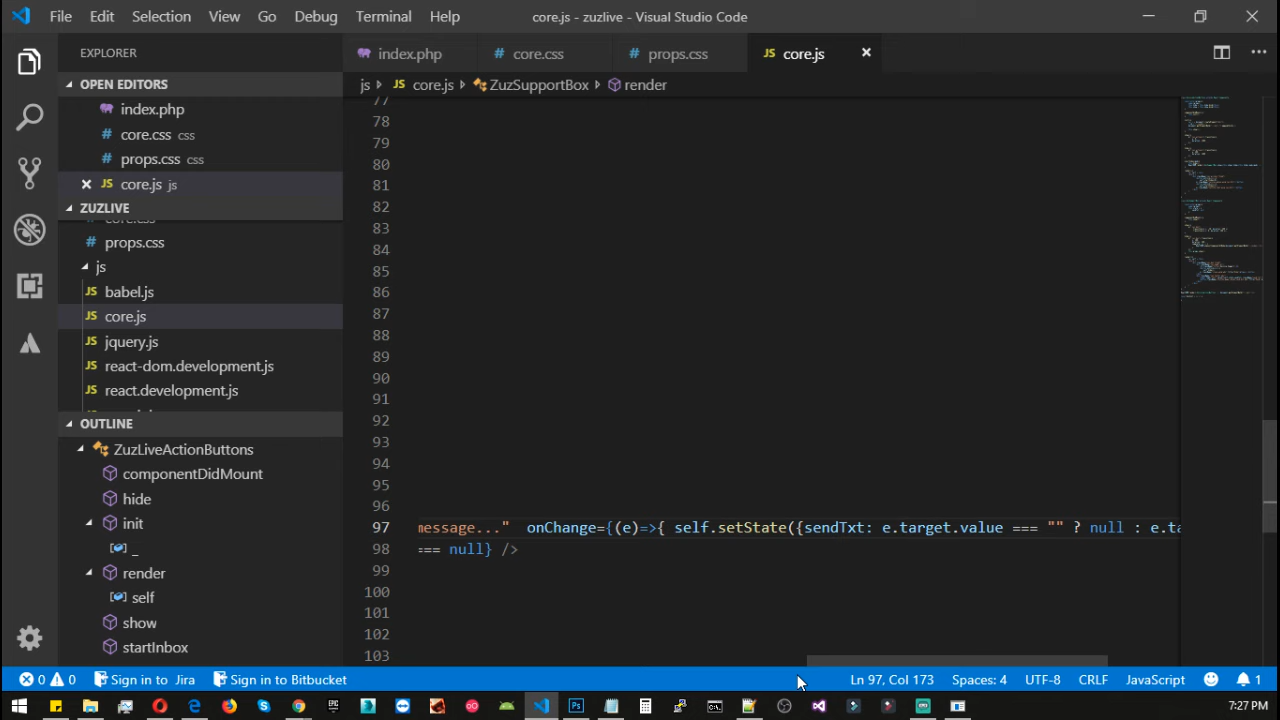 File Edit Selection View Go Debug Terminal Help core.js - zuzlive - Visual Studio Code
EXPLORER
index.php # core.css # props.css JS core.js
OPEN EDITORS
js JS core.js ZuzSupportBox render
index.php
core.css css
props.css css
core.js js
ZUZLIVE
props.css
js
babel.js
core.js
jquery.js
react-dom.development.js
react.development.js
OUTLINE
ZuzLiveActionButtons
componentDidMount
hide
init
_
render
self
show
startInbox
77
78
79
80
81
82
83
84
85
86
87
88
89
90
91
92
93
94
95
96
97 message..." onChange={(e)=>{ self.setState({sendTxt: e.target.value === "" ? null : e.ta
98 === null} />
99
100
101
102
103
0 0 Sign in to Jira Sign in to Bitbucket Ln 97, Col 173 Spaces: 4 UTF-8 CRLF JavaScript 1
7:27 PM